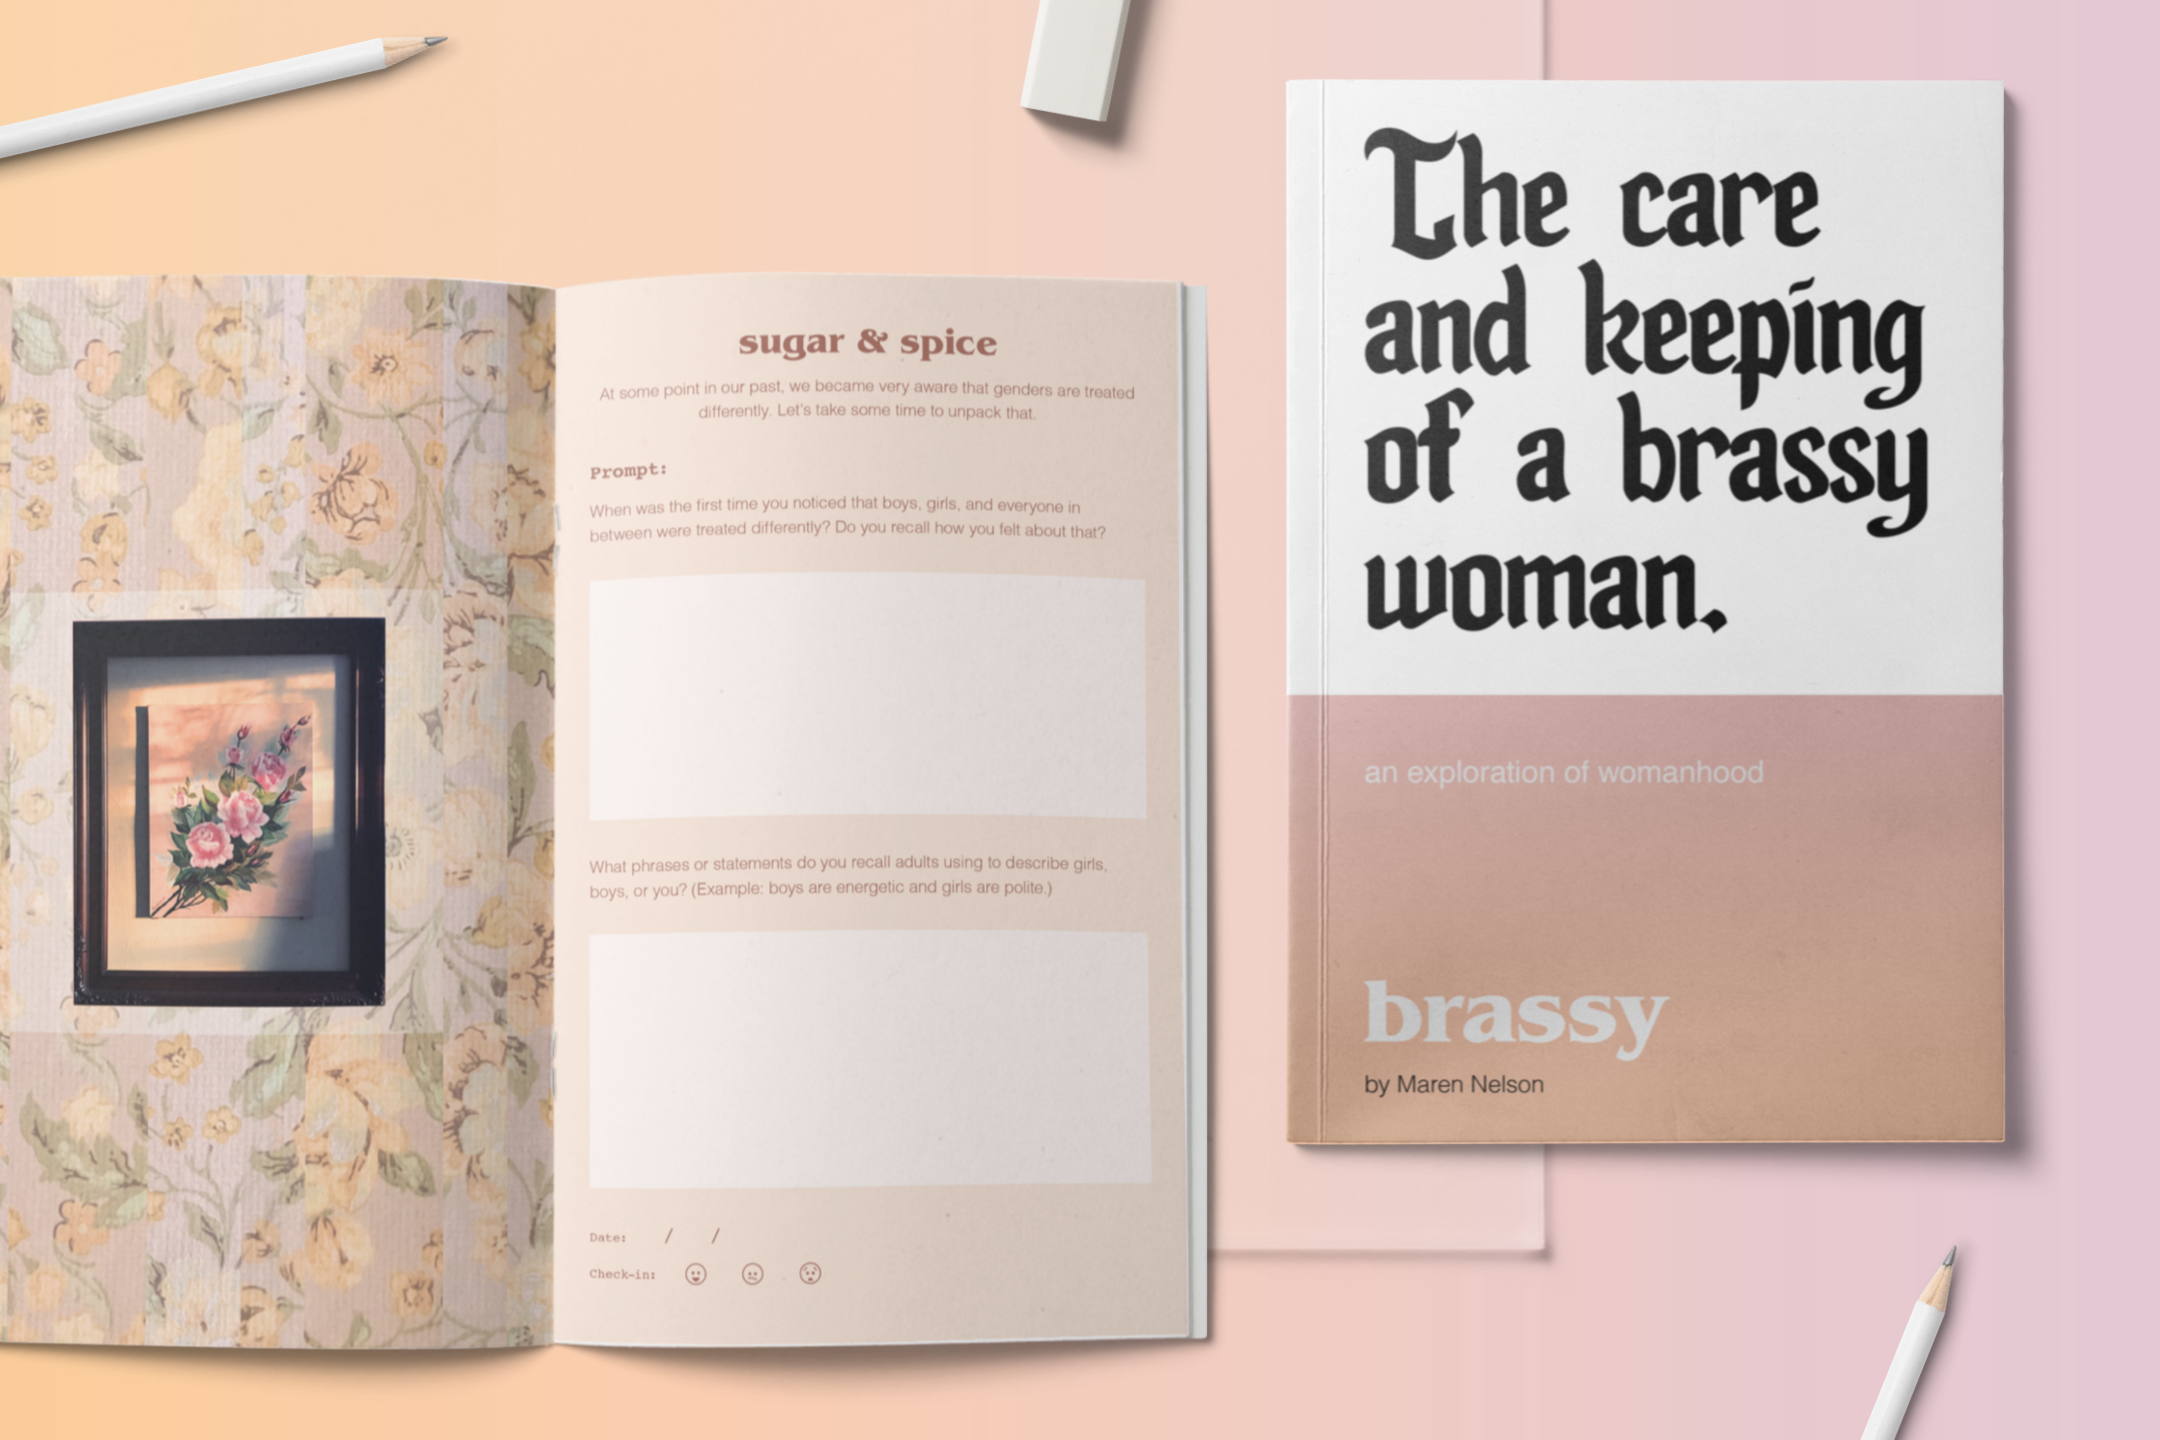 sugar & spice
At some point in our past, we became very aware that genders are treated
differently. Let's take some time to unpack that.
Prompt:
When was the first time you noticed that boys, girls, and everyone in
between were treated differently? Do you recall how you felt about that?
What phrases or statements do you recall adults using to describe girls,
boys, or you? (Example: boys are energetic and girls are polite.)
Date: / /
Check-in:
The care
and keeping
of a brassy
woman.
an exploration of womanhood
brassy
by Maren Nelson